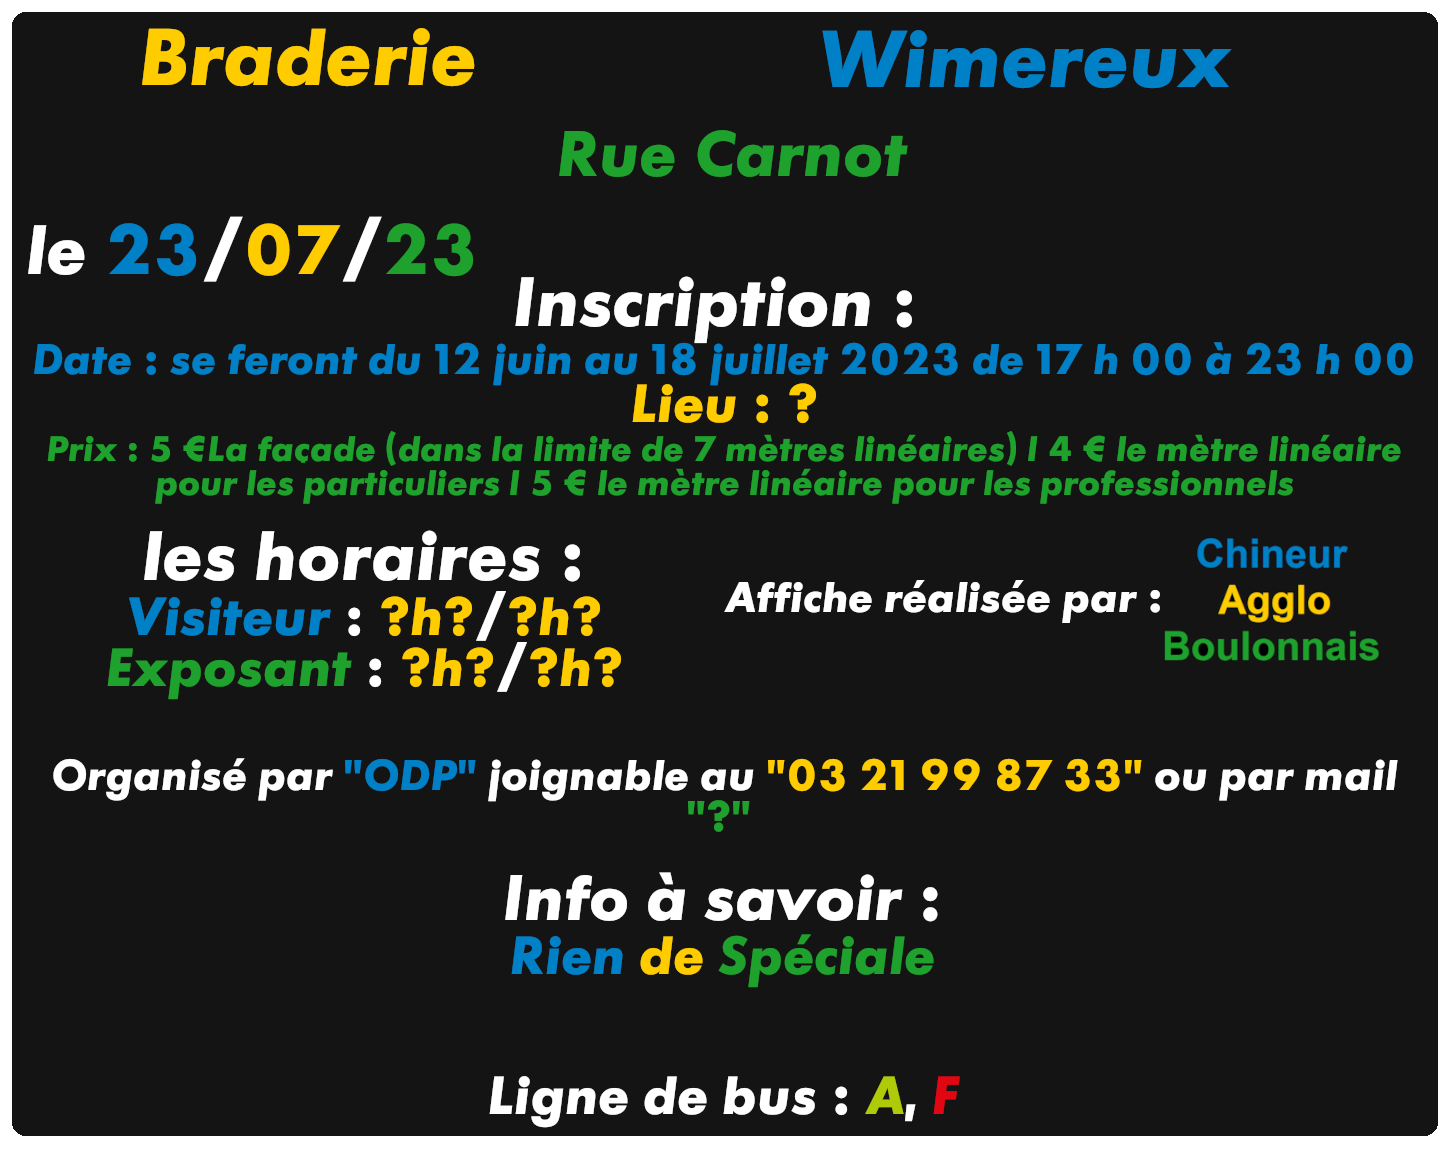 Braderie Wimereux
Rue Carnot
le 23/07/23
Inscription :
Date : se feront du 12 juin au 18 juillet 2023 de 17 h 00 à 23 h 00
Lieu : ?
Prix : 5 €La façade (dans la limite de 7 mètres linéaires) l 4 € le mètre linéaire
pour les particuliers l 5 € le mètre linéaire pour les professionnels
les horaires :
Visiteur : ?h?/?h?
Exposant : ?h?/?h?
Affiche réalisée par :
Chineur
Agglo
Boulonnais
Organisé par "ODP" joignable au "03 21 99 87 33" ou par mail
"?"
Info à savoir :
Rien de Spéciale
Ligne de bus : A, F